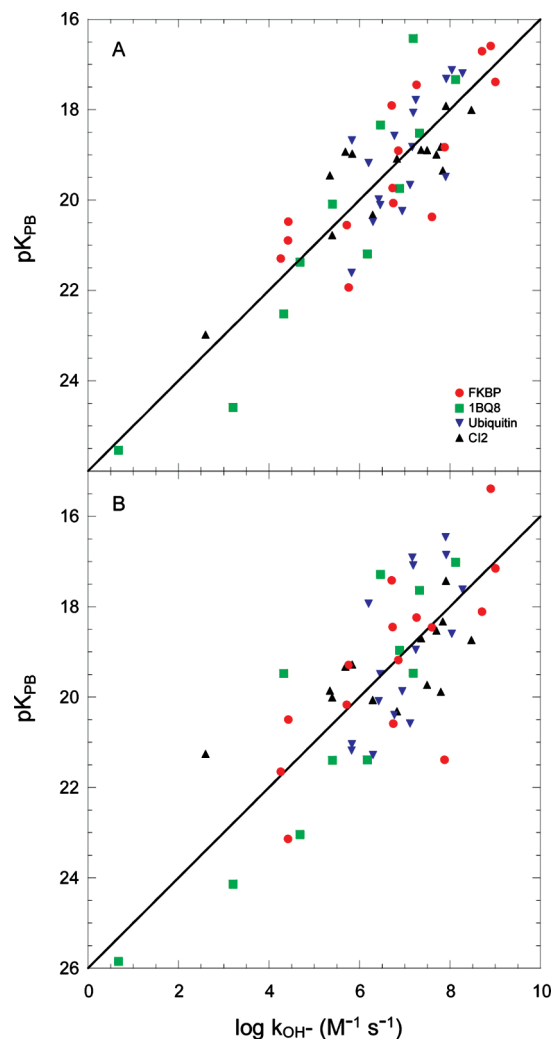 16
A
18
20
pK_PB
22
24
FKBP
1BQ8
Ubiquitin
CI2
B
16
18
20
pK_PB
22
24
26
0 2 4 6 8 10
log k_OH- (M⁻¹ s⁻¹)